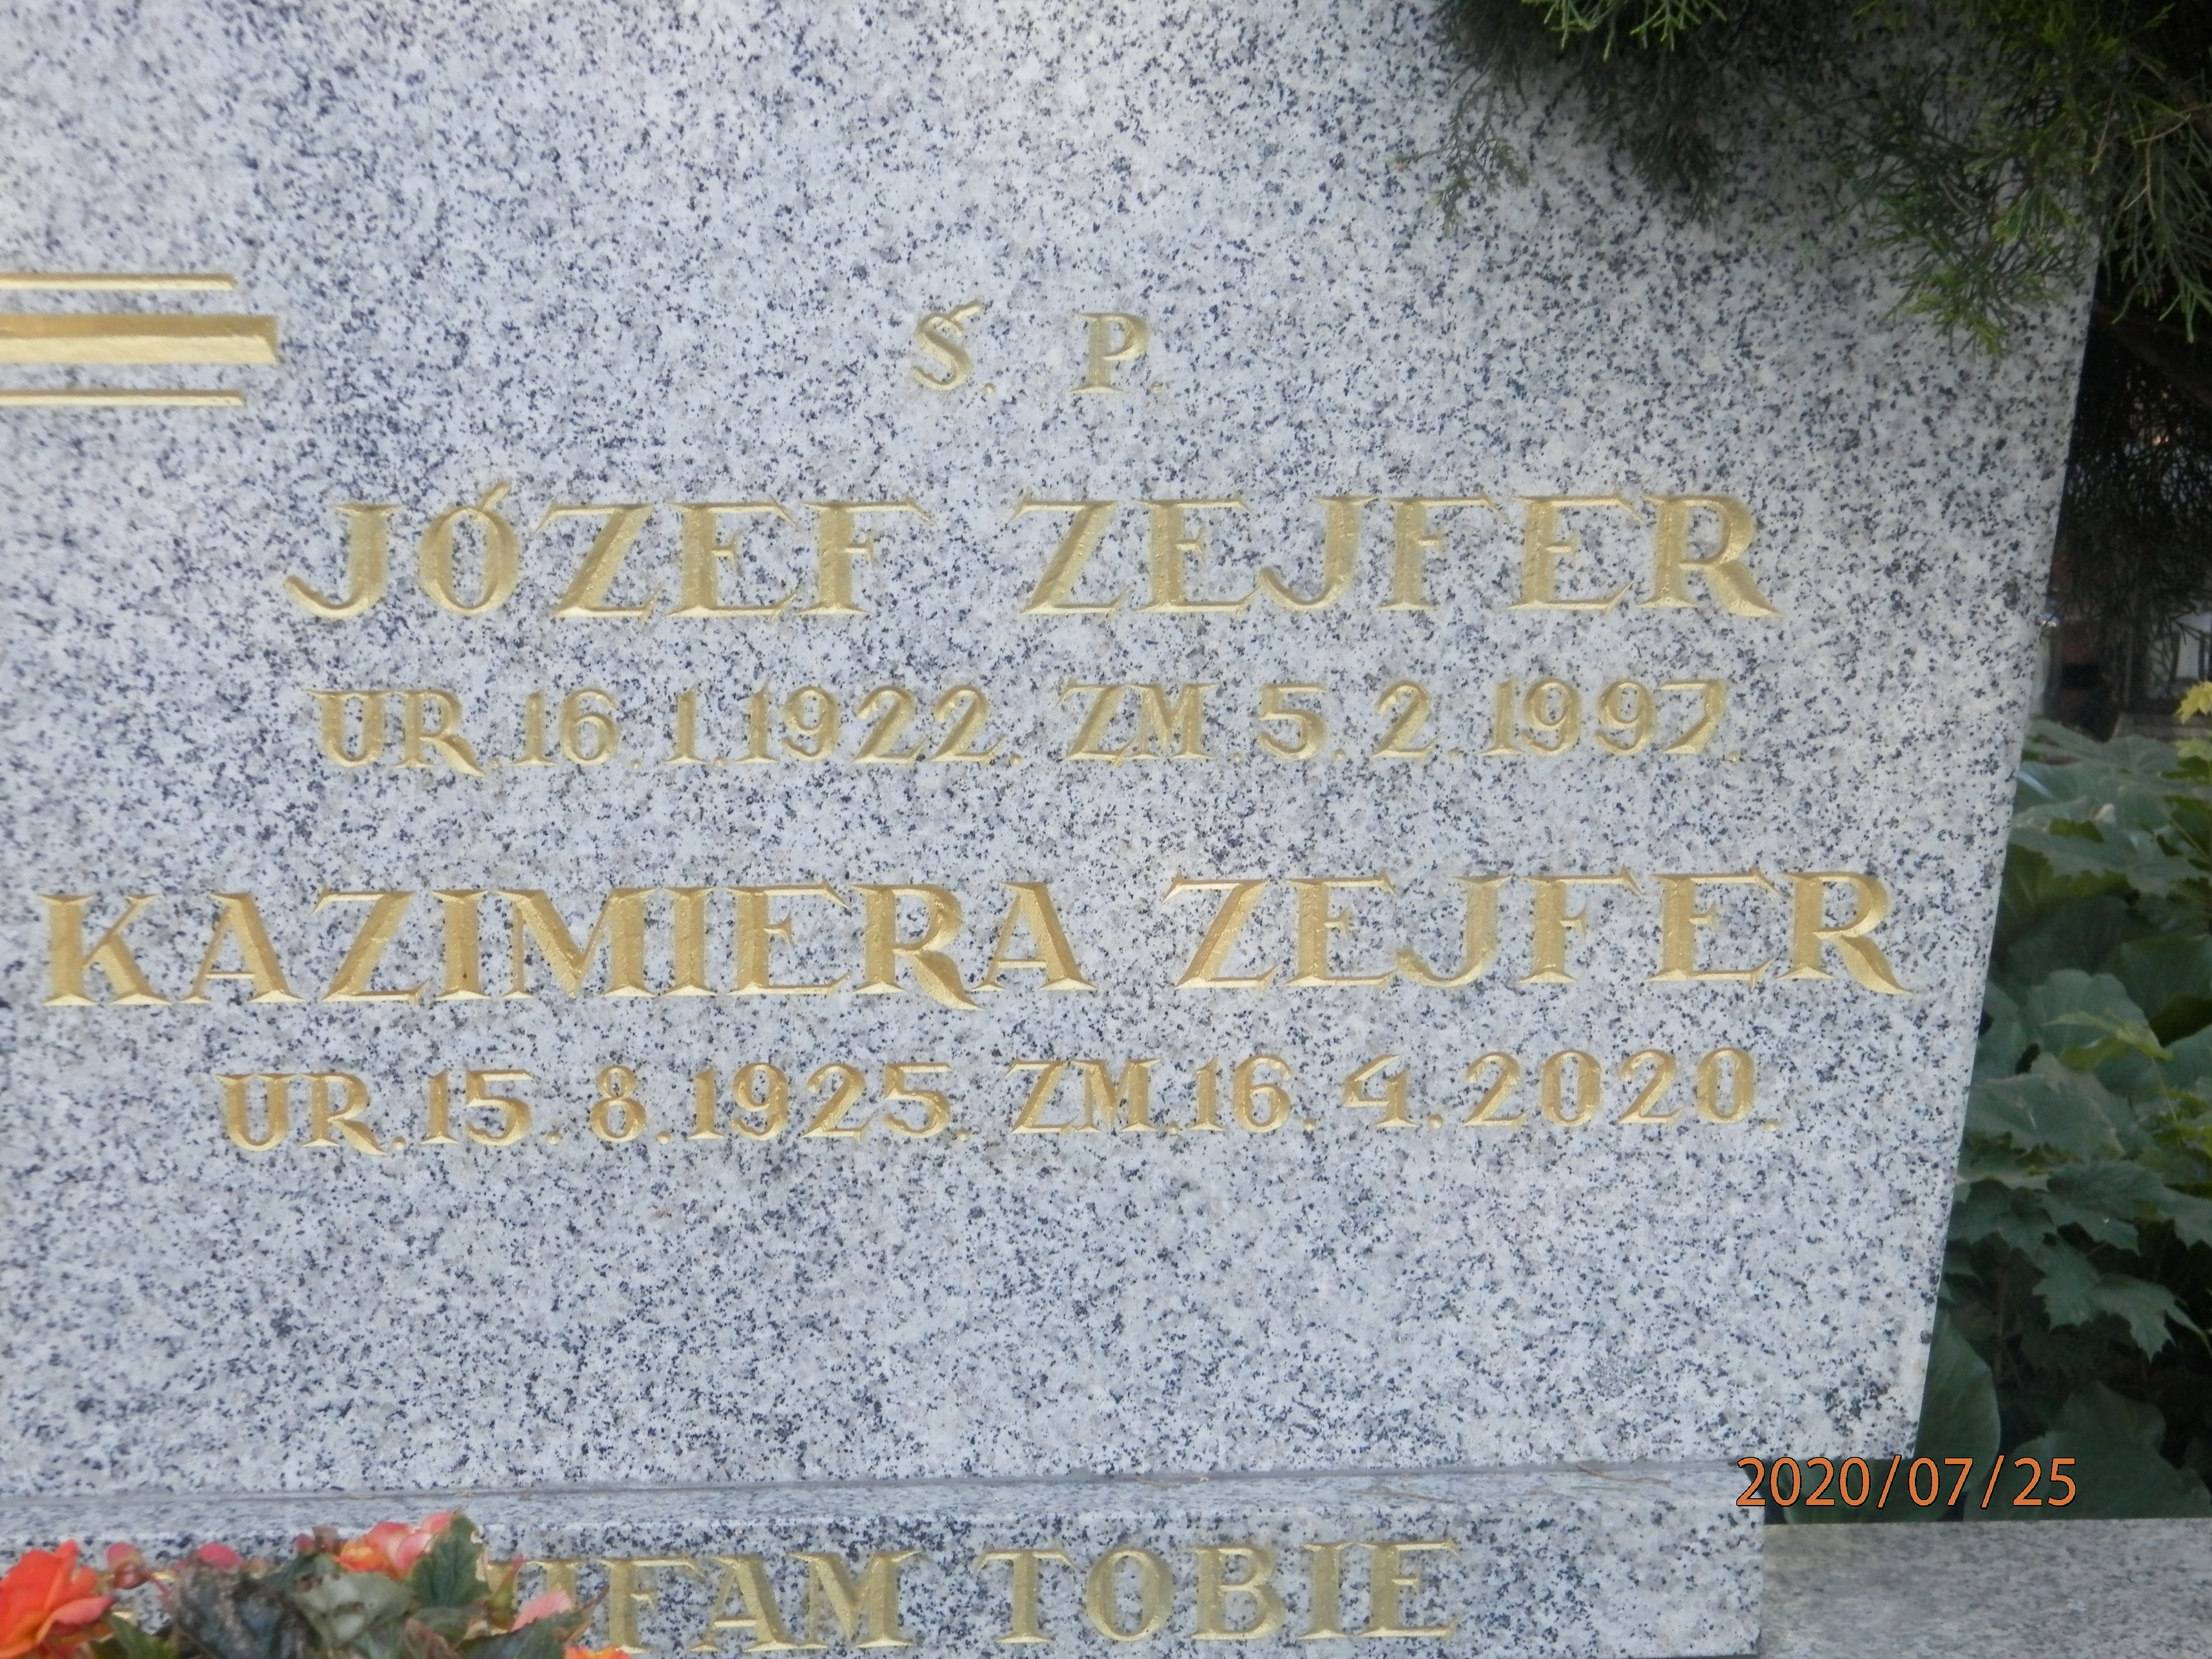 Ś. P.
JÓZEF ZEJFER
UR.16.1.1922. ZM.5.2.1997.
KAZIMIERA ZEJFER
UR.15.8.1925. ZM.16.4.2020.
2020/07/25
TOBIE